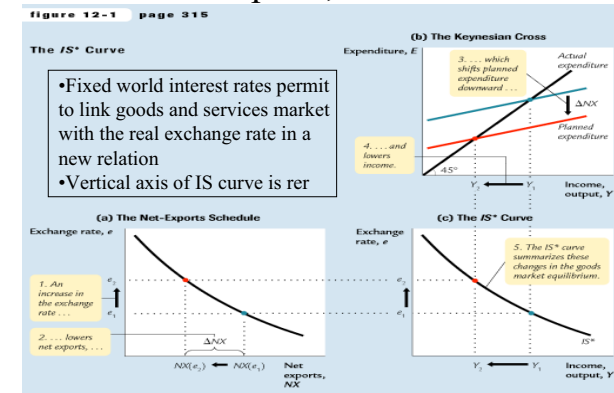 figure 12-1 page 315
The IS* Curve
•Fixed world interest rates permit
to link goods and services market
with the real exchange rate in a
new relation
•Vertical axis of IS curve is rer
(b) The Keynesian Cross
Expenditure, E
3. . . . which
shifts planned
expenditure
downward . . .
Actual
expenditure
ΔNX
Planned
expenditure
4. . . . and
lowers
income.
45°
Y₂ Y₁
Income,
output, Y
(a) The Net-Exports Schedule
Exchange rate, e
1. An
increase in
the exchange
rate . . .
e₂
e₁
2. . . . lowers
net exports, . . .
ΔNX
NX(e₂) NX(e₁)
Net
exports,
NX
(c) The IS* Curve
Exchange
rate, e
5. The IS* curve
summarizes these
changes in the goods
market equilibrium.
e₂
e₁
IS*
Y₂ Y₁
Income,
output, Y